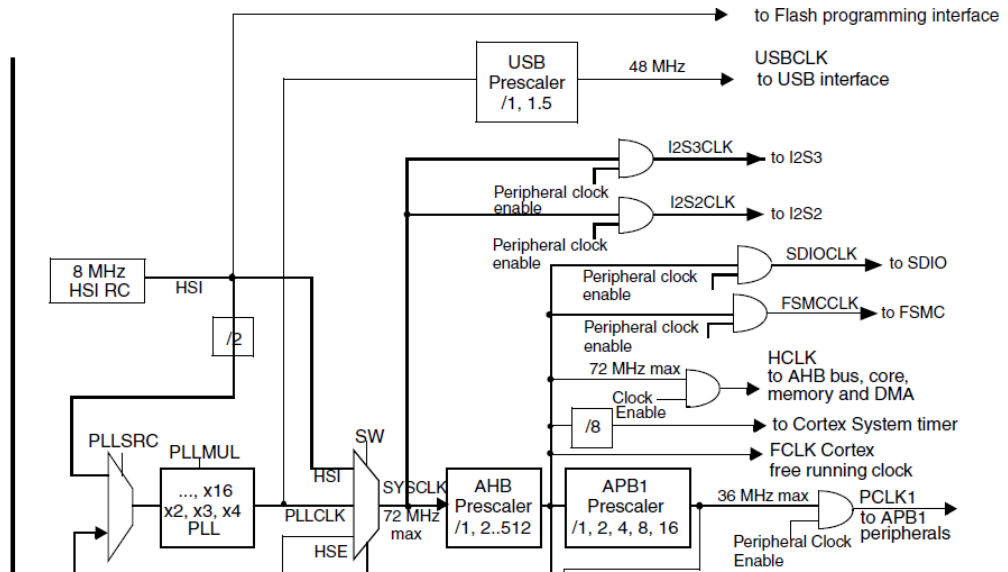 to Flash programming interface
USB
Prescaler
/1, 1.5
48 MHz
USBCLK
to USB interface
I2S3CLK
to I2S3
Peripheral clock
enable
I2S2CLK
to I2S2
Peripheral clock
enable
8 MHz
HSI RC
HSI
SDIOCLK
to SDIO
Peripheral clock
enable
FSMCCLK
to FSMC
Peripheral clock
enable
/2
72 MHz max
HCLK
to AHB bus, core,
memory and DMA
Clock
Enable
/8
to Cortex System timer
FCLK Cortex
free running clock
PLLSRC
PLLMUL
..., x16
x2, x3, x4
PLL
SW
HSI
PLLCLK
HSE
SYSCLK
72 MHz
max
AHB
Prescaler
/1, 2..512
APB1
Prescaler
/1, 2, 4, 8, 16
36 MHz max
PCLK1
to APB1
peripherals
Peripheral Clock
Enable